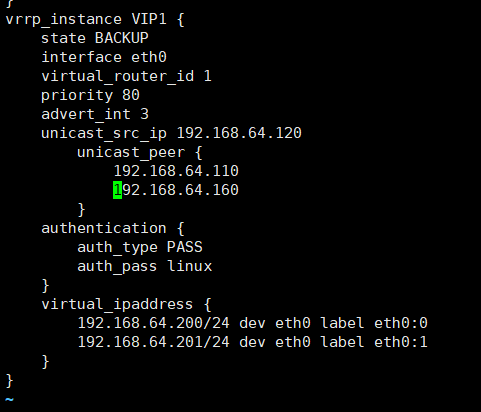 }
vrrp_instance VIP1 {
    state BACKUP
    interface eth0
    virtual_router_id 1
    priority 80
    advert_int 3
    unicast_src_ip 192.168.64.120
        unicast_peer {
            192.168.64.110
            192.168.64.160
        }
    authentication {
        auth_type PASS
        auth_pass linux
    }
    virtual_ipaddress {
        192.168.64.200/24 dev eth0 label eth0:0
        192.168.64.201/24 dev eth0 label eth0:1
    }
}
~